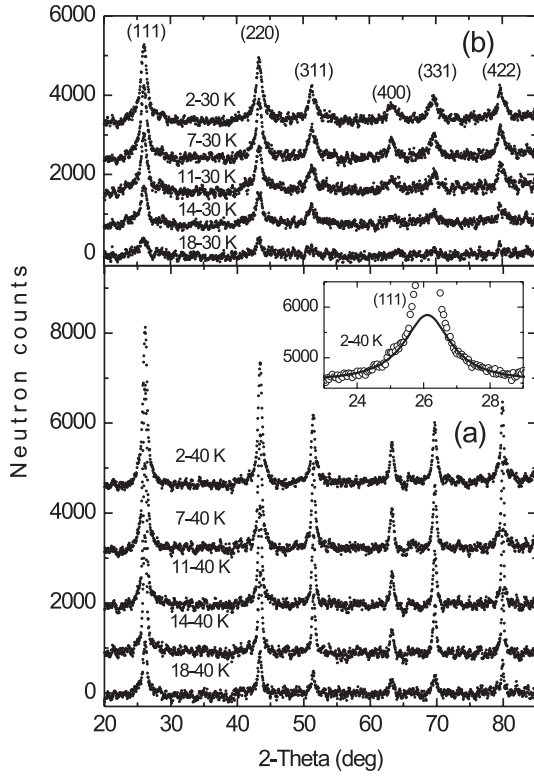 6000
(111)
(220)
(b)
(311)
(400)
(331)
(422)
4000
2-30 K
7-30 K
2000
11-30 K
14-30 K
0
18-30 K
8000
6000
(111)
2-40 K
5000
24 26 28
(a)
6000
2-40 K
4000
7-40 K
11-40 K
2000
14-40 K
18-40 K
0
20 30 40 50 60 70 80
2-Theta (deg)
Neutron counts